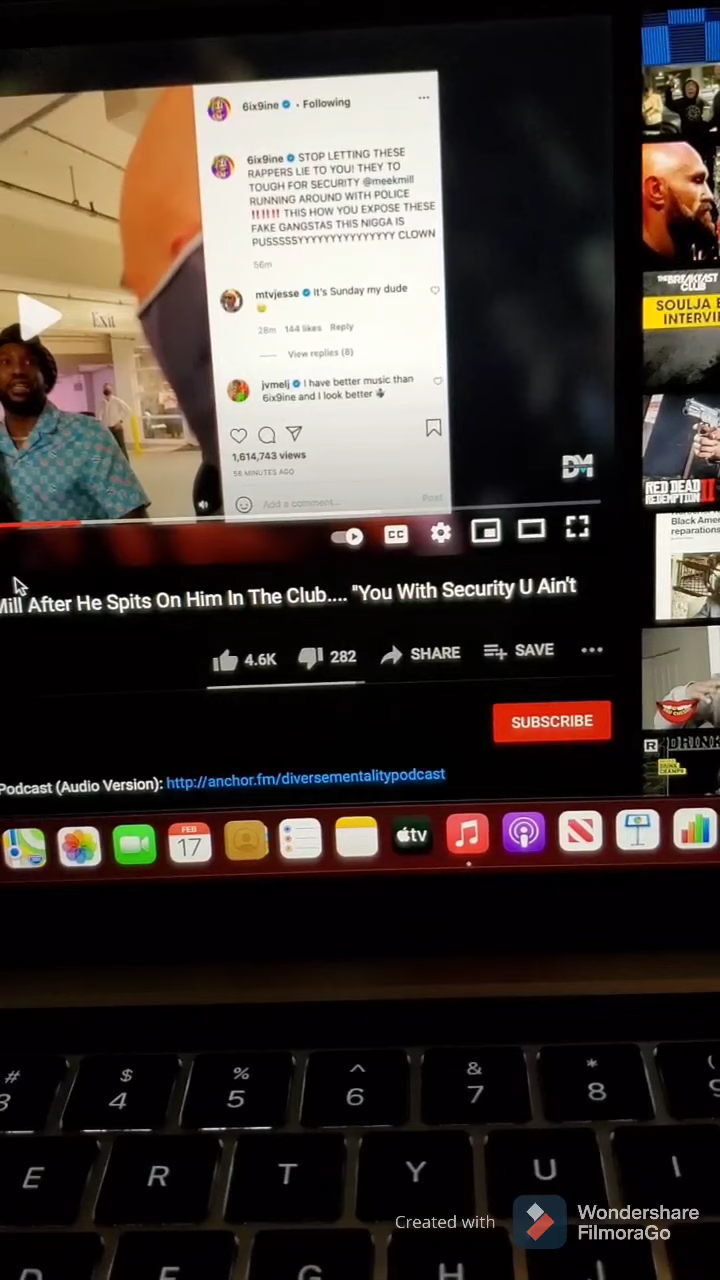 6ix9ine • Following
6ix9ine STOP LETTING THESE
RAPPERS LIE TO YOU! THEY TO
TOUGH FOR SECURITY @meekmill
RUNNING AROUND WITH POLICE
‼️‼️‼️ THIS HOW YOU EXPOSE THESE
FAKE GANGSTAS THIS NIGGA IS
PUSSSSYYYYYYYYYYYYYY CLOWN
56m
mtvjesse It's Sunday my dude
28m 144 likes Reply
View replies (8)
jvmelj I have better music than
6ix9ine and I look better
1,614,743 views
56 MINUTES AGO
Add a comment...
Post
Exit
DM
CC
Mill After He Spits On Him In The Club.... "You With Security U Ain't
4.6K 282 SHARE SAVE
SUBSCRIBE
Podcast (Audio Version): http://anchor.fm/diversementalitypodcast
THE BREAKFAST
CLUB
SOULJA B
INTERVI
RED DEAD
REDEMPTION II
Black Ame
reparations
R DRINK
FEB
17
tv
# $ % ^ & * (
3 4 5 6 7 8 9
E R T Y U I
D F G H J
Created with
Wondershare
FilmoraGo